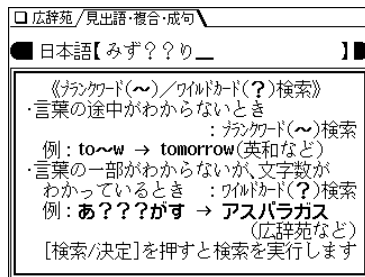 広辞苑/見出語・複合・成句
日本語【みず??り_ 】
《ブランクワード(~)/ワイルドカード(?)検索》
・言葉の途中がわからないとき
:ブランクワード(~)検索
例:to~w → tomorrow(英和など)
・言葉の一部がわからないが、文字数が
わかっているとき :ワイルドカード(?)検索
例:あ???がす → アスパラガス
(広辞苑など)
[検索/決定]を押すと検索を実行します